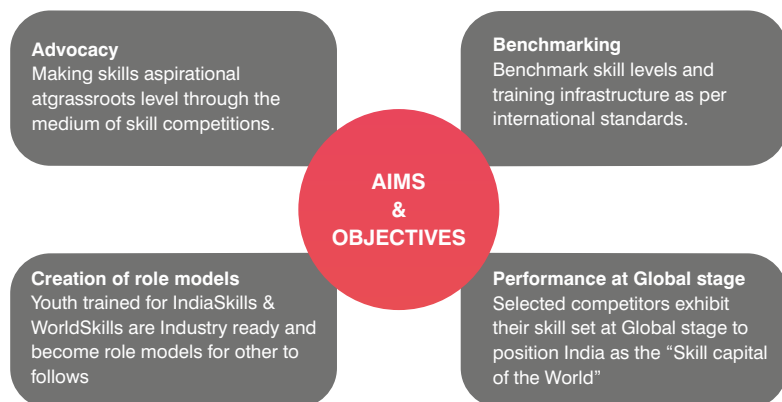 Advocacy
Making skills aspirational
atgrassroots level through the
medium of skill competitions.
Benchmarking
Benchmark skill levels and
training infrastructure as per
international standards.
AIMS
&
OBJECTIVES
Creation of role models
Youth trained for IndiaSkills &
WorldSkills are Industry ready and
become role models for other to
follows
Performance at Global stage
Selected competitors exhibit
their skill set at Global stage to
position India as the “Skill capital
of the World”